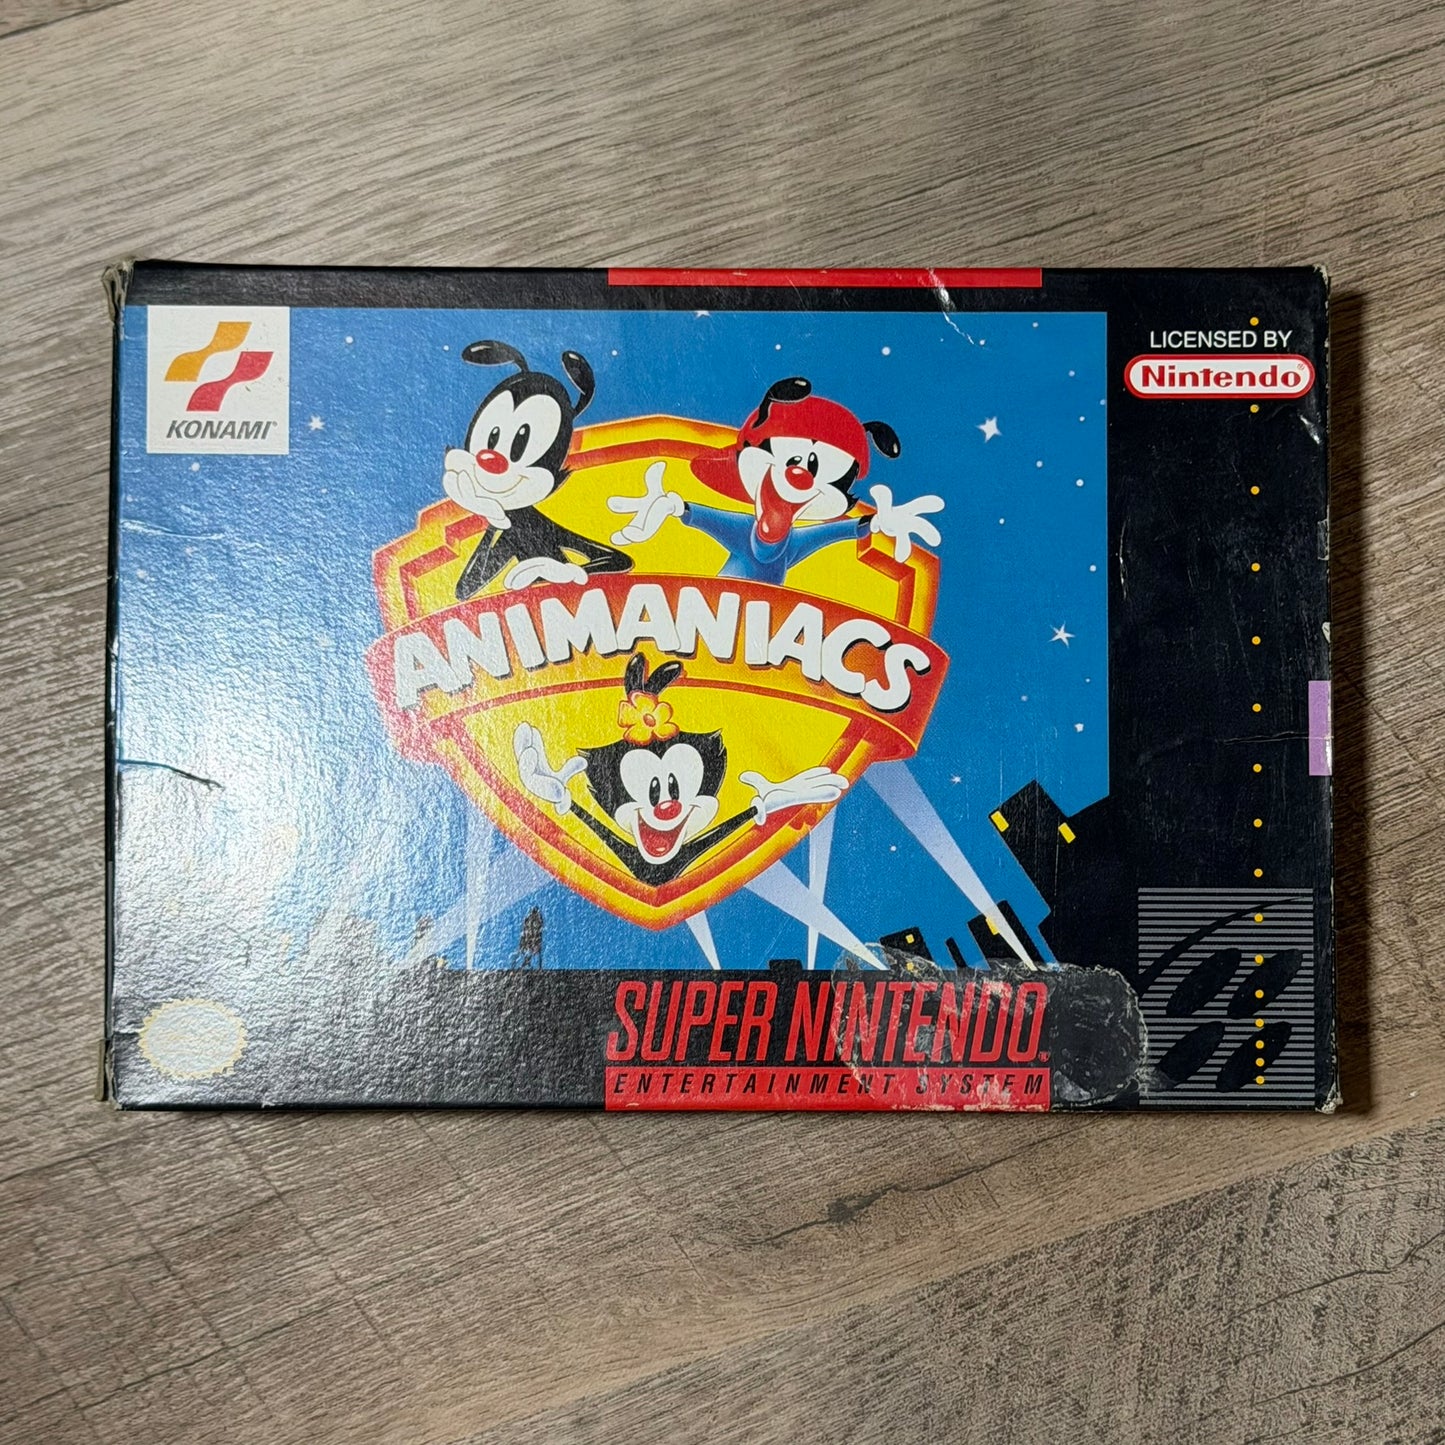 KONAMI®
LICENSED BY
Nintendo®
ANIMANIACS
SUPER NINTENDO
ENTERTAINMENT SYSTEM